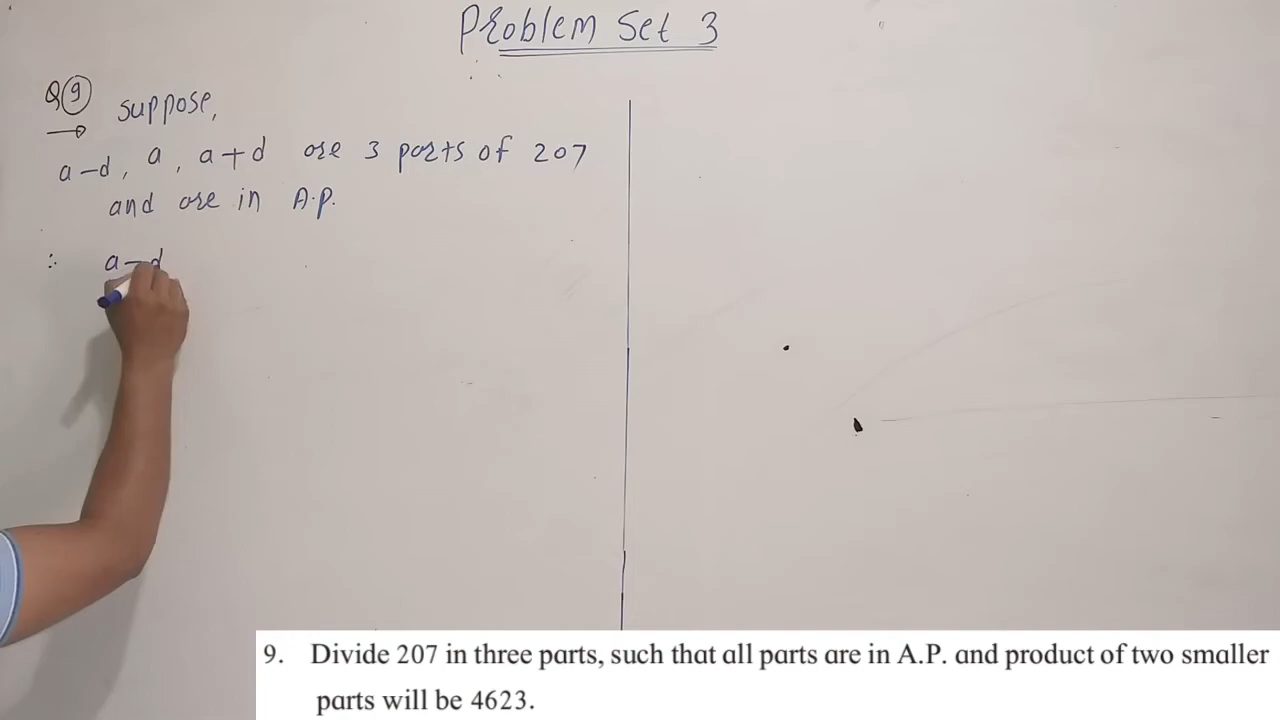 Problem Set 3
Q 9 suppose,
a-d, a, a+d are 3 parts of 207
and are in A.P.
∴ a-d
9. Divide 207 in three parts, such that all parts are in A.P. and product of two smaller
parts will be 4623.